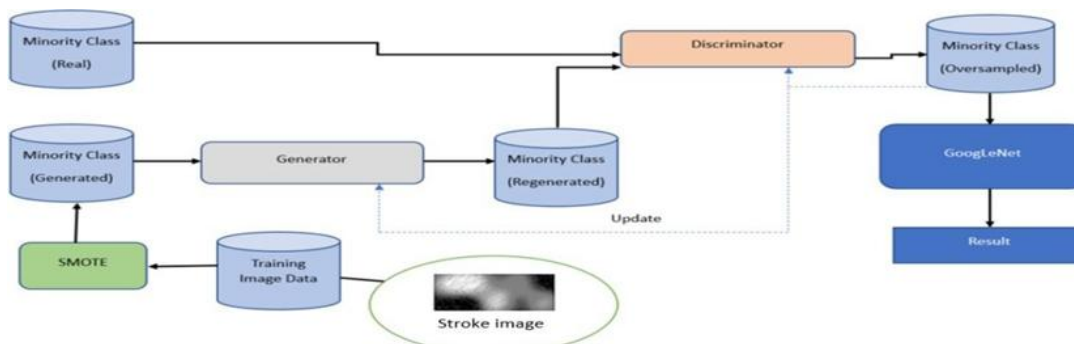 Minority Class
(Real)
Discriminator
Minority Class
(Oversampled)
Minority Class
(Generated)
Generator
Minority Class
(Regenerated)
GoogLeNet
Update
SMOTE
Training
Image Data
Result
Stroke image